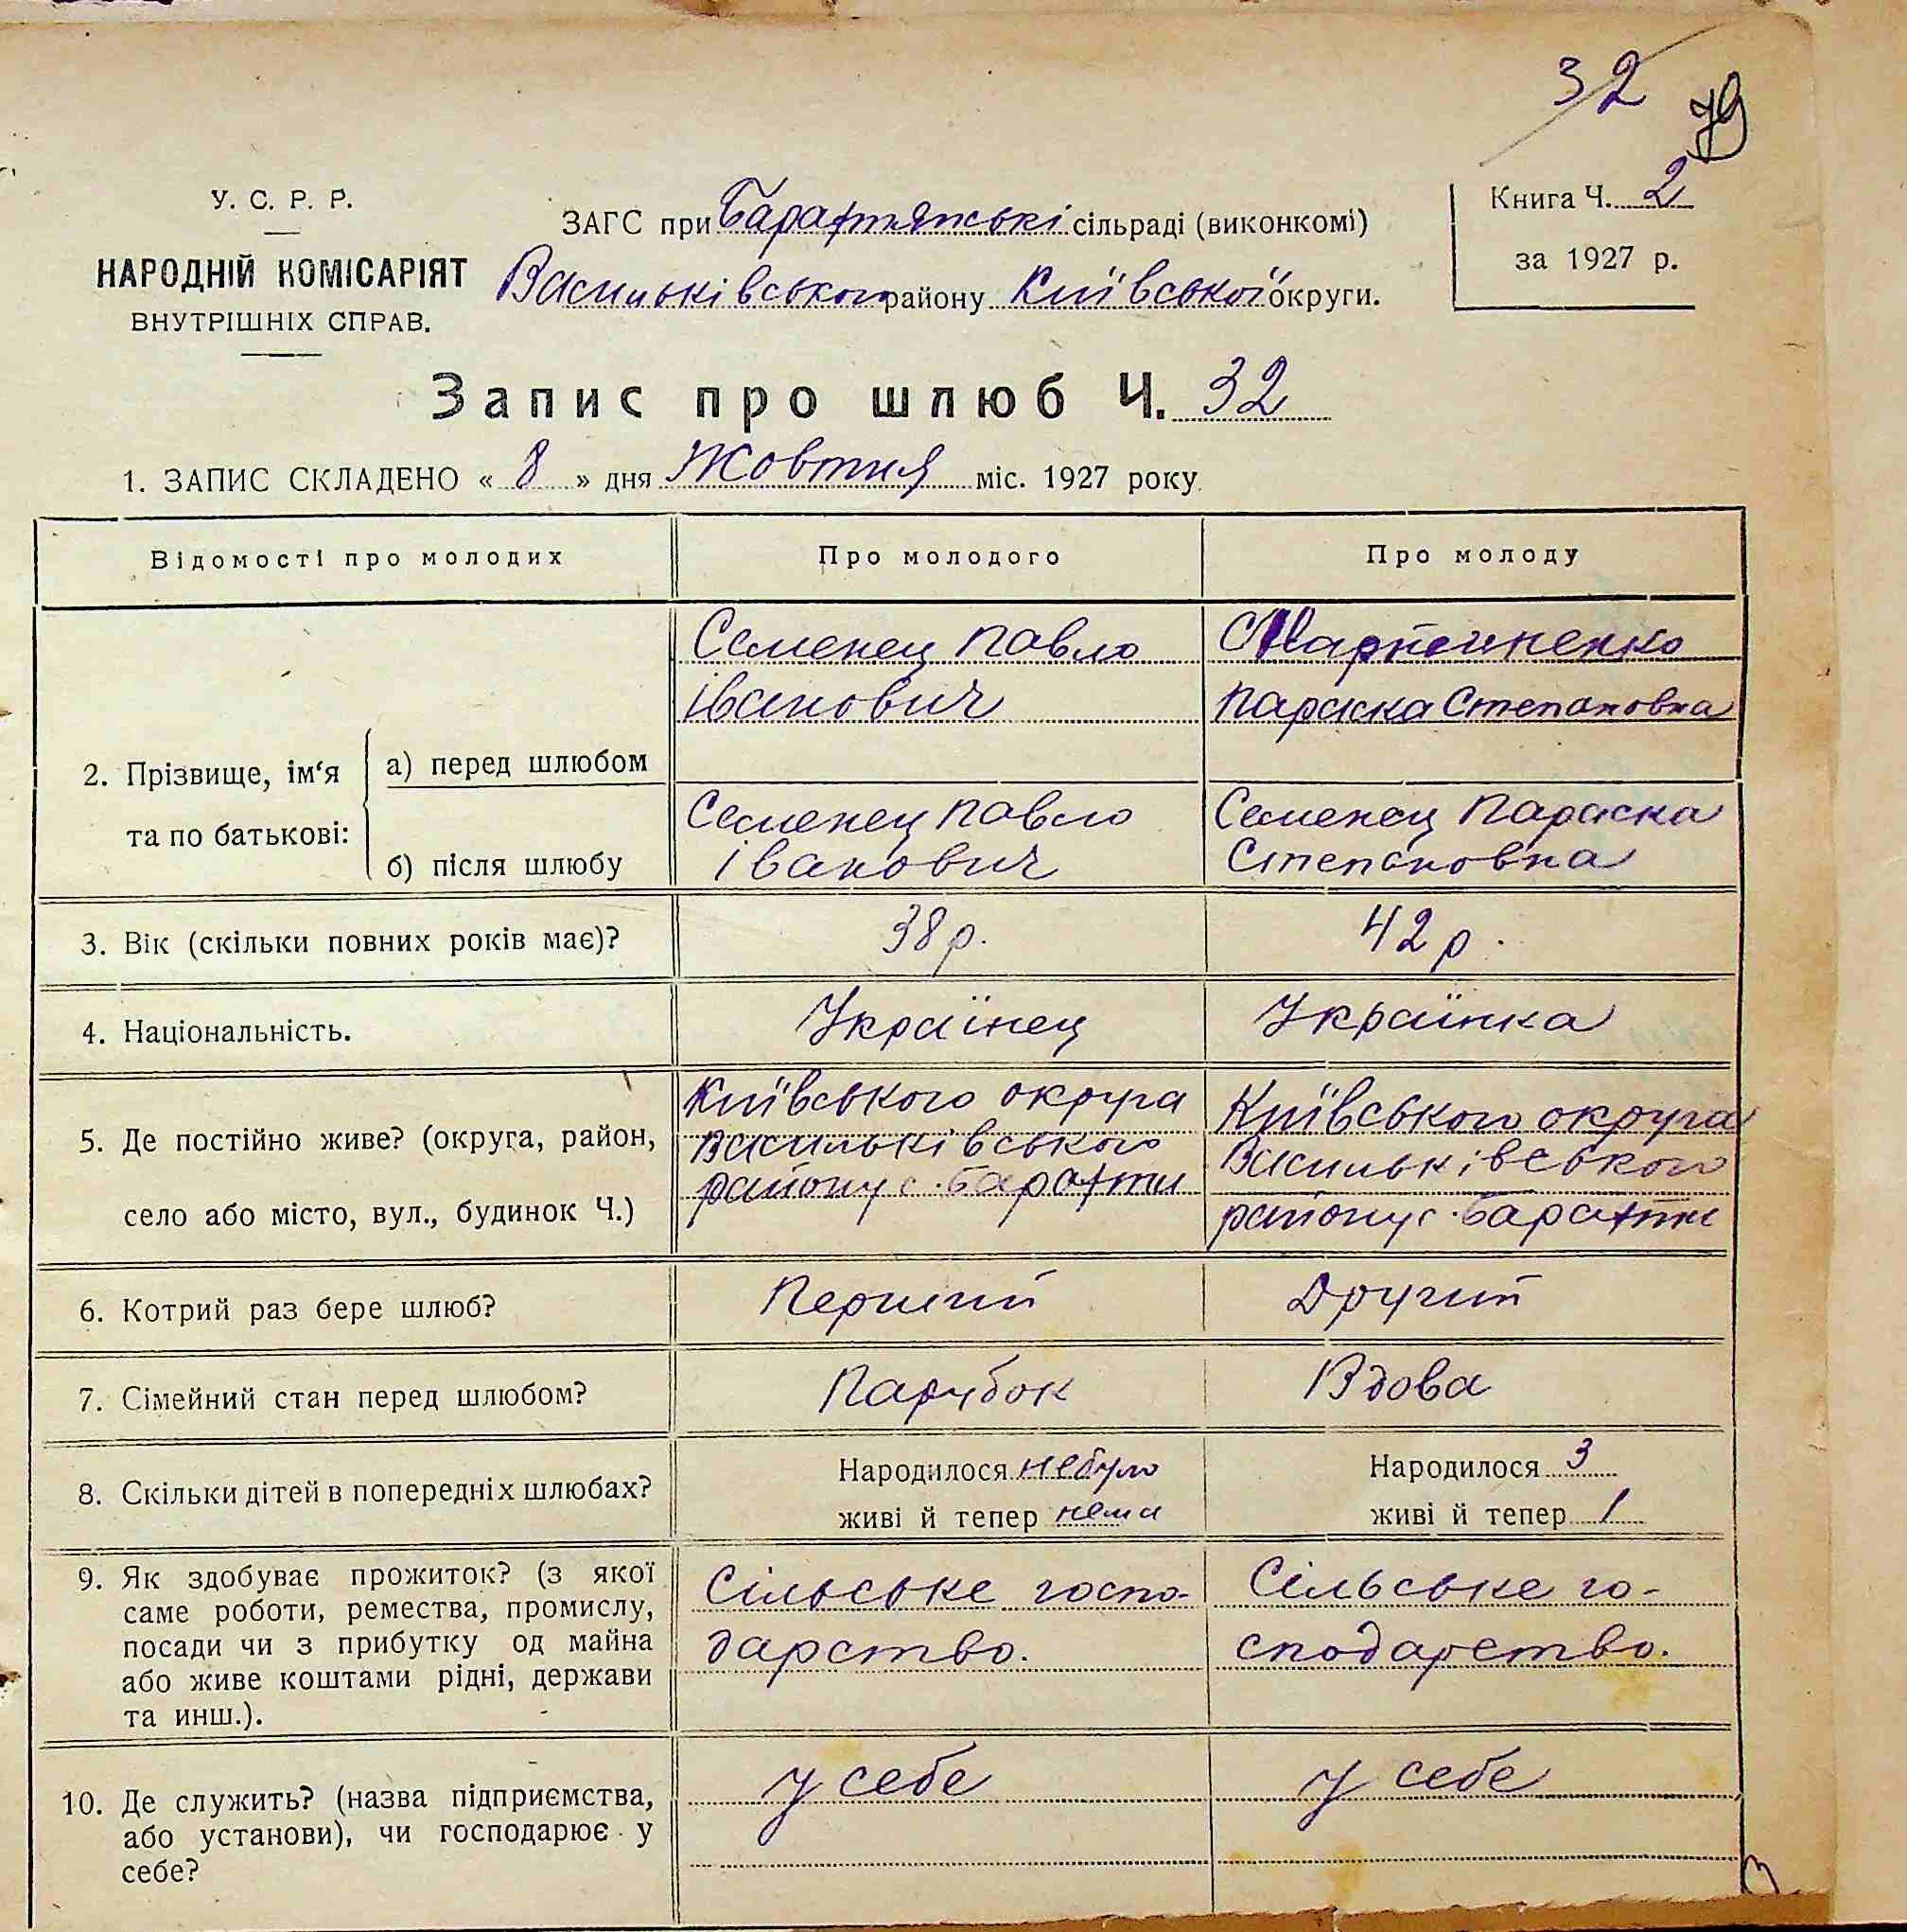 32
79
У. С. Р. Р.
НАРОДНІЙ КОМІСАРІЯТ
ВНУТРІШНІХ СПРАВ.
ЗАГС при Барахтянські сільраді (виконкомі)
Васильківського району Київської округи.
Книга Ч. 2
за 1927 р.
Запис про шлюб Ч. 32
1. ЗАПИС СКЛАДЕНО « 8 » дня Жовтня міс. 1927 року
Відомості про молодих
Про молодого
Про молоду
2. Прізвище, ім‘я
та по батькові:
а) перед шлюбом
Семенец Павло
Іванович
Мартиненко
Параска Степановна
б) після шлюбу
Семенец Павло
Іванович
Семенец Параска
Степановна
3. Вік (скільки повних років має)?
38 р.
42 р.
4. Національність.
Українец
Українка
5. Де постійно живе? (округа, район,
село або місто, вул., будинок Ч.)
Київського округа
Васильківського
району с. Барахти
Київського округа
Васильківського
району с. Барахти
6. Котрий раз бере шлюб?
Перший
Другий
7. Сімейний стан перед шлюбом?
Парубок
Вдова
8. Скільки дітей в попередніх шлюбах?
Народилося небуло
живі й тепер нема
Народилося 3
живі й тепер 1
9. Як здобуває прожиток? (з якої
саме роботи, ремества, промислу,
посади чи з прибутку од майна
або живе коштами рідні, держави
та инш.).
Сільське госпо-
дарство.
Сільське го-
сподарство.
10. Де служить? (назва підприємства,
або установи), чи господарює у
себе?
у себе
у себе